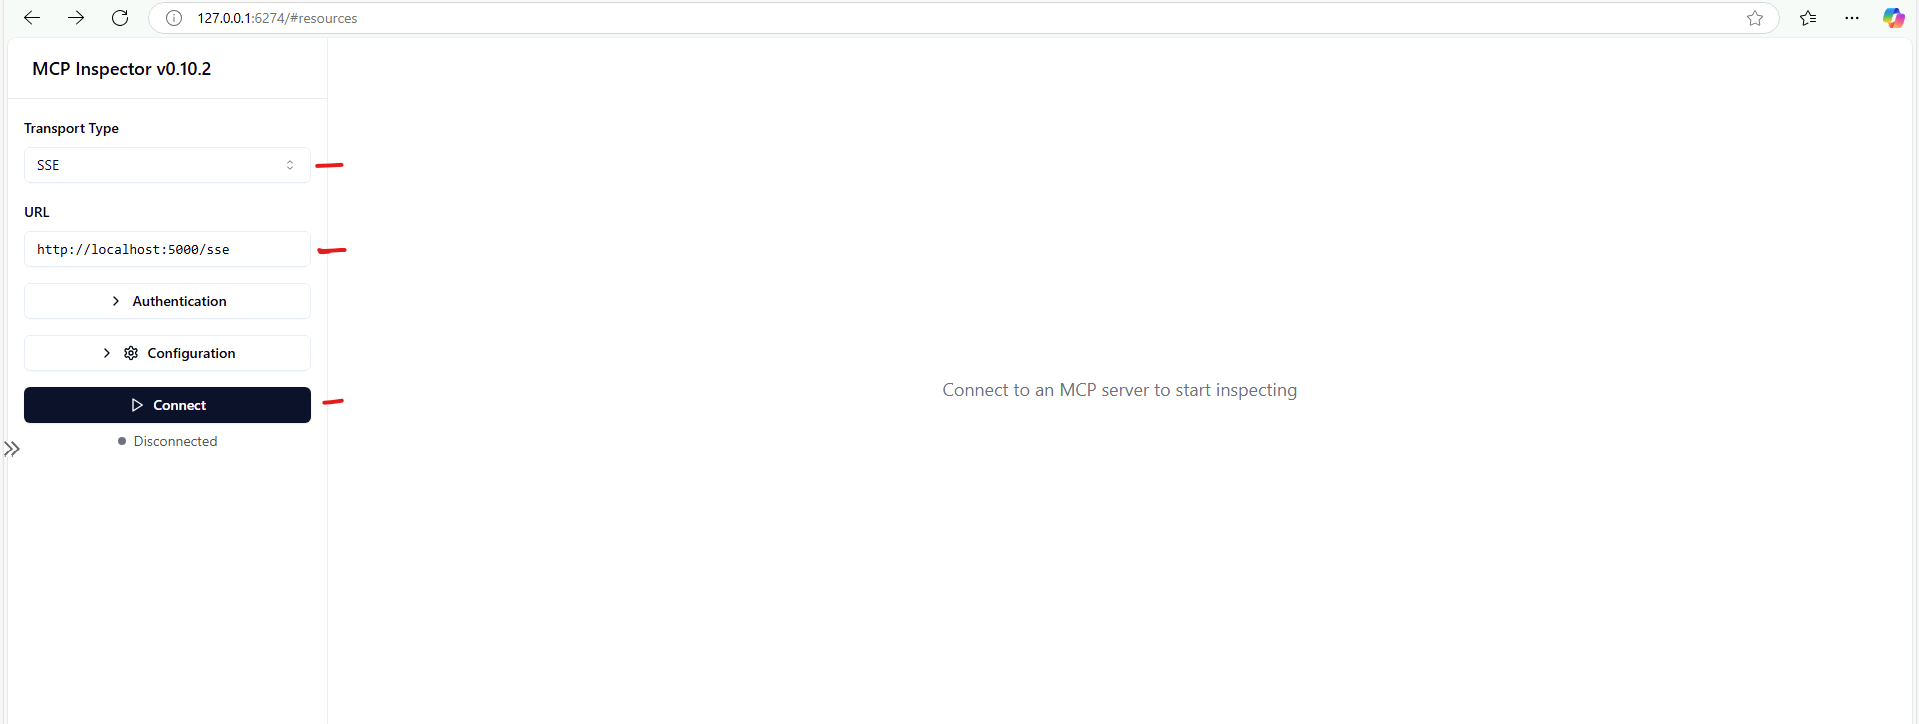 127.0.0.1:6274/#resources
MCP Inspector v0.10.2
Transport Type
SSE
URL
http://localhost:5000/sse
Authentication
Configuration
Connect
Disconnected
Connect to an MCP server to start inspecting